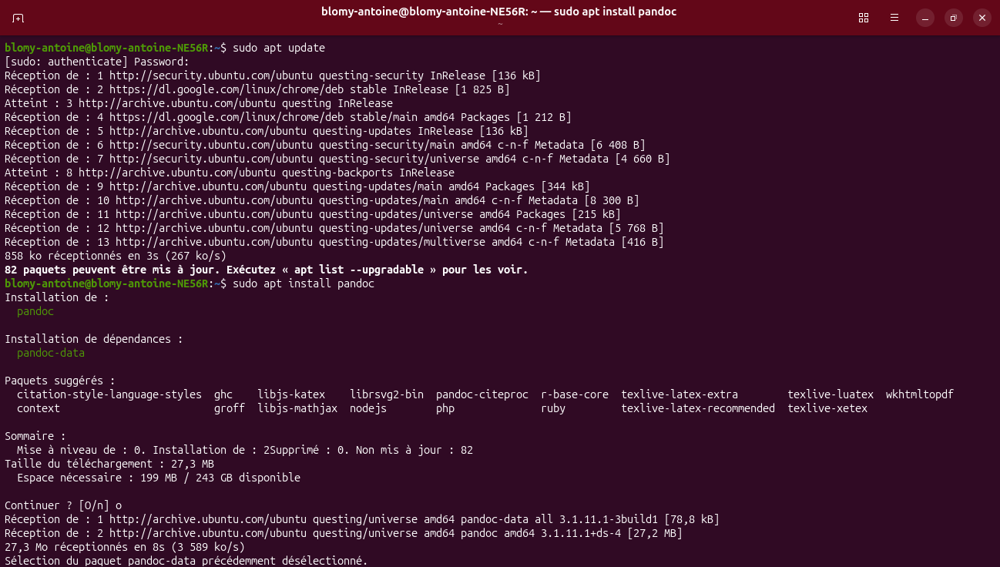 blomy-antoine@blomy-antoine-NE56R: ~ — sudo apt install pandoc
~
blomy-antoine@blomy-antoine-NE56R:~$ sudo apt update
[sudo: authenticate] Password:
Réception de : 1 http://security.ubuntu.com/ubuntu questing-security InRelease [136 kB]
Réception de : 2 https://dl.google.com/linux/chrome/deb stable InRelease [1 825 B]
Atteint : 3 http://archive.ubuntu.com/ubuntu questing InRelease
Réception de : 4 https://dl.google.com/linux/chrome/deb stable/main amd64 Packages [1 212 B]
Réception de : 5 http://archive.ubuntu.com/ubuntu questing-updates InRelease [136 kB]
Réception de : 6 http://security.ubuntu.com/ubuntu questing-security/main amd64 c-n-f Metadata [6 408 B]
Réception de : 7 http://security.ubuntu.com/ubuntu questing-security/universe amd64 c-n-f Metadata [4 660 B]
Atteint : 8 http://archive.ubuntu.com/ubuntu questing-backports InRelease
Réception de : 9 http://archive.ubuntu.com/ubuntu questing-updates/main amd64 Packages [344 kB]
Réception de : 10 http://archive.ubuntu.com/ubuntu questing-updates/main amd64 c-n-f Metadata [8 300 B]
Réception de : 11 http://archive.ubuntu.com/ubuntu questing-updates/universe amd64 Packages [215 kB]
Réception de : 12 http://archive.ubuntu.com/ubuntu questing-updates/universe amd64 c-n-f Metadata [5 768 B]
Réception de : 13 http://archive.ubuntu.com/ubuntu questing-updates/multiverse amd64 c-n-f Metadata [416 B]
858 ko réceptionnés en 3s (267 ko/s)
82 paquets peuvent être mis à jour. Exécutez « apt list --upgradable » pour les voir.
blomy-antoine@blomy-antoine-NE56R:~$ sudo apt install pandoc
Installation de :
  pandoc

Installation de dépendances :
  pandoc-data

Paquets suggérés :
  citation-style-language-styles  ghc    libjs-katex    librsvg2-bin  pandoc-citeproc  r-base-core  texlive-latex-extra        texlive-luatex  wkhtmltopdf
  context                         groff  libjs-mathjax  nodejs        php              ruby         texlive-latex-recommended  texlive-xetex

Sommaire :
  Mise à niveau de : 0. Installation de : 2Supprimé : 0. Non mis à jour : 82
Taille du téléchargement : 27,3 MB
  Espace nécessaire : 199 MB / 243 GB disponible

Continuer ? [O/n] o
Réception de : 1 http://archive.ubuntu.com/ubuntu questing/universe amd64 pandoc-data all 3.1.11.1-3build1 [78,8 kB]
Réception de : 2 http://archive.ubuntu.com/ubuntu questing/universe amd64 pandoc amd64 3.1.11.1+ds-4 [27,2 MB]
27,3 Mo réceptionnés en 8s (3 589 ko/s)
Sélection du paquet pandoc-data précédemment désélectionné.